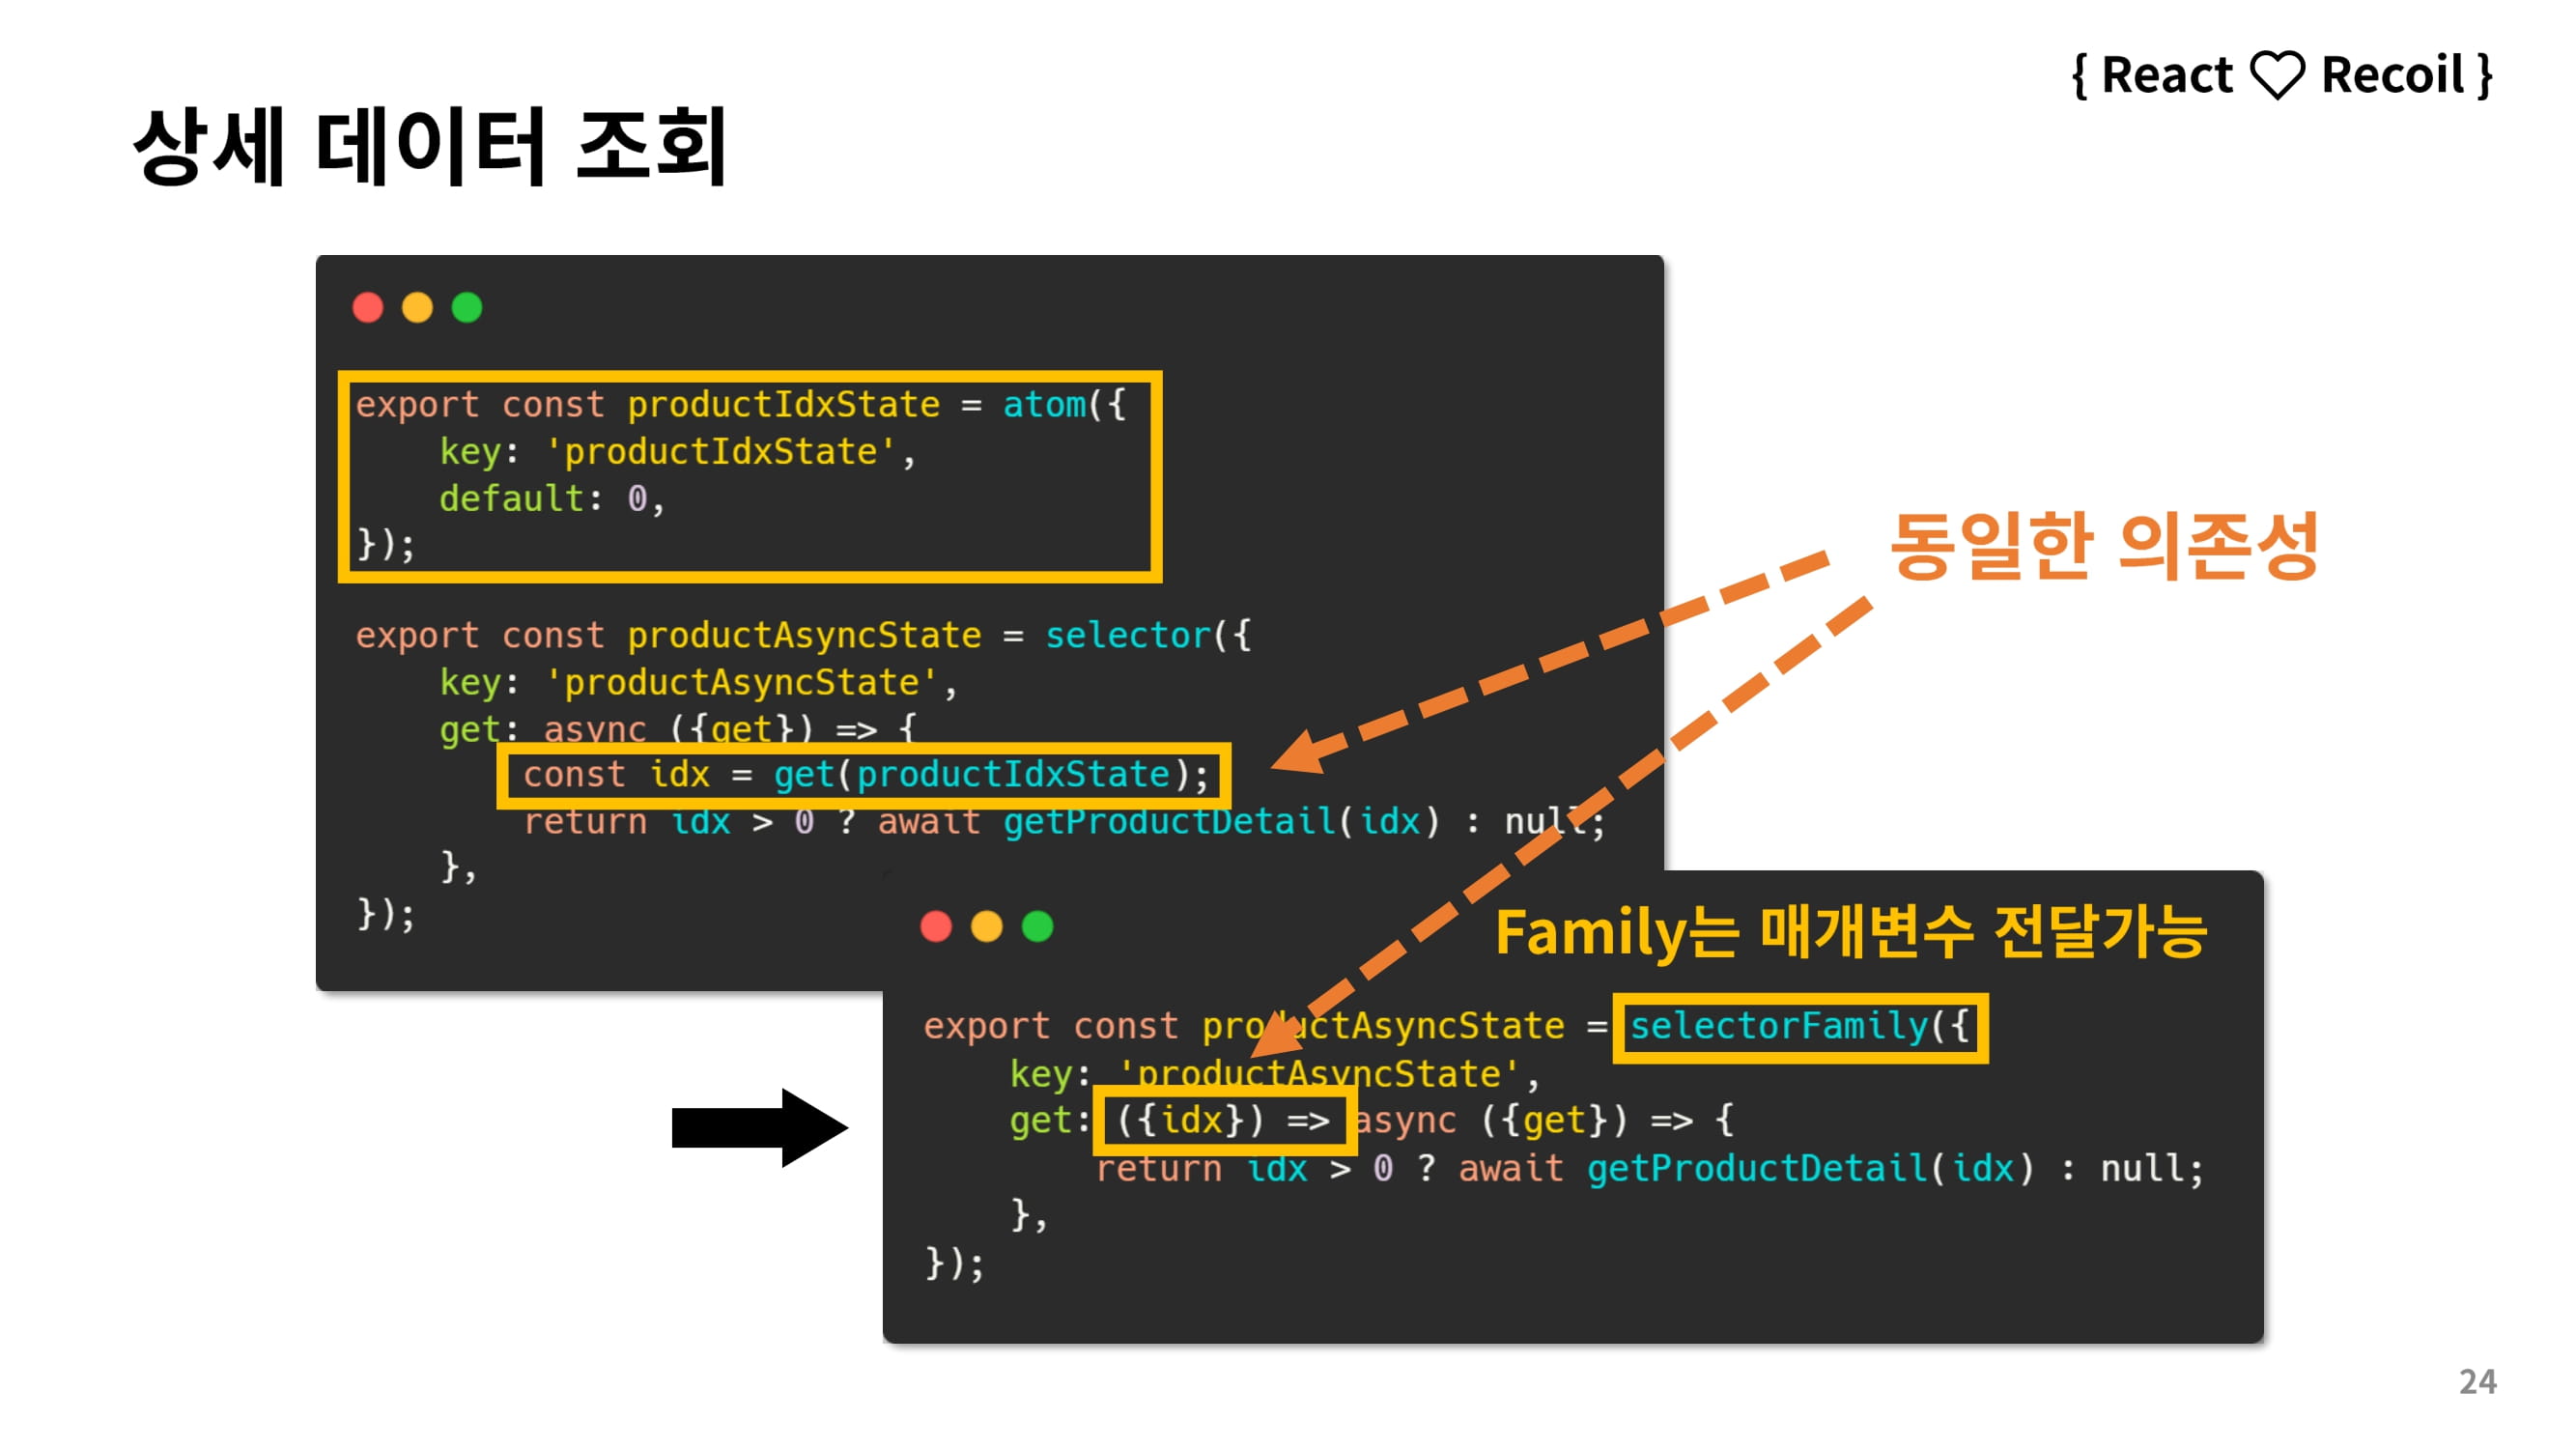 { React ♡ Recoil }
상세 데이터 조회
export const productIdxState = atom({
    key: 'productIdxState',
    default: 0,
});
export const productAsyncState = selector({
    key: 'productAsyncState',
    get: async ({get}) => {
        const idx = get(productIdxState);
        return idx > 0 ? await getProductDetail(idx) : null;
    },
});
동일한 의존성
Family는 매개변수 전달가능
export const productAsyncState = selectorFamily({
    key: 'productAsyncState',
    get: ({idx}) => async ({get}) => {
        return idx > 0 ? await getProductDetail(idx) : null;
    },
});
24